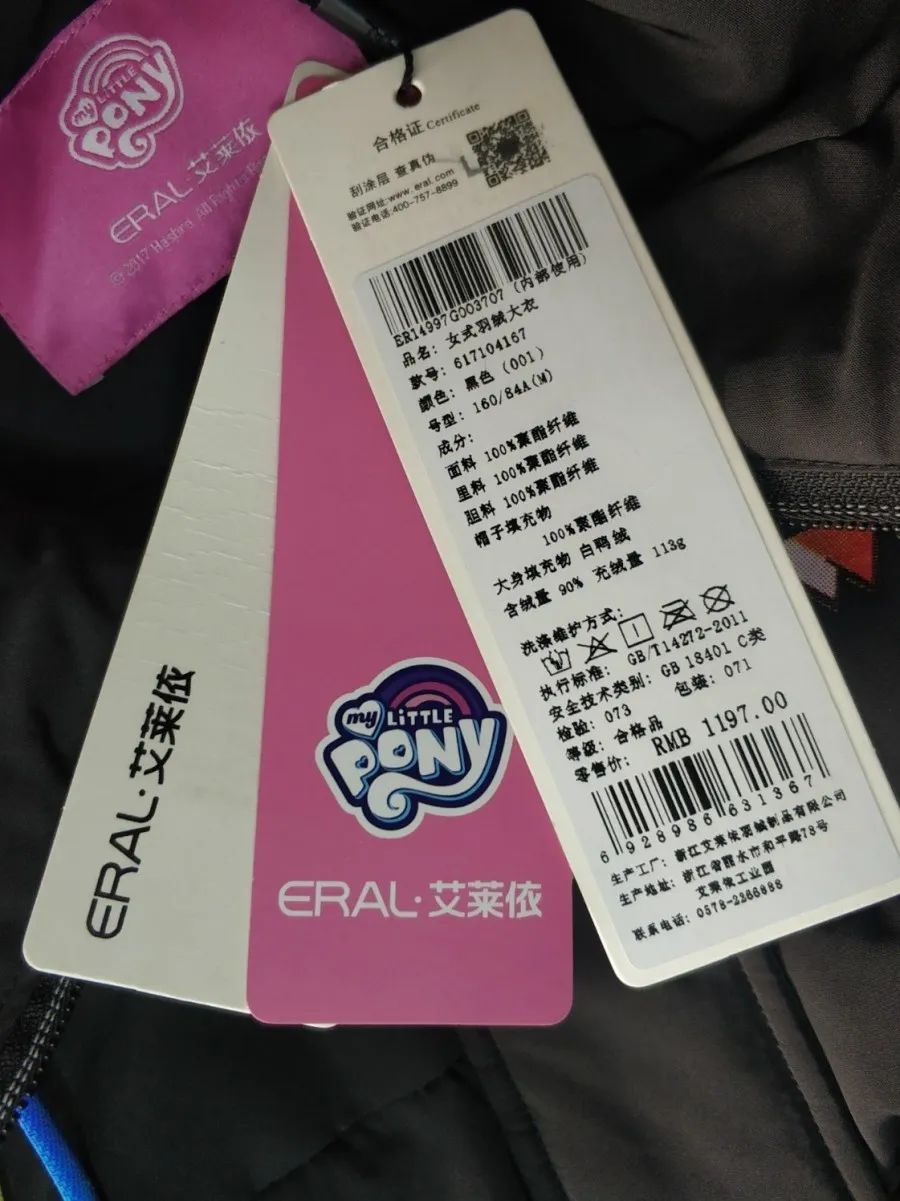 my LiTTLE
PONY
ERAL 艾莱依
© 2017 Hasbro. All Rights
ERAL·艾莱依
my LiTTLE
PONY
ERAL·艾莱依
合格证 Certificate
刮涂层 查真伪
验证网址:www.eral.com
验证电话:400-757-8899
ER14997G003707 (内部使用)
品名: 女式羽绒大衣
款号: 617104167
颜色: 黑色 (001)
号型: 160/84A(M)
成分:
面料 100%聚酯纤维
里料 100%聚酯纤维
胆料 100%聚酯纤维
帽子填充物
100%聚酯纤维
大身填充物 白鸭绒
含绒量 90% 充绒量 113g
洗涤维护方式:
执行标准: GB/T14272-2011
安全技术类别: GB 18401 C类
检验: 073 包装: 071
等级: 合格品
零售价: RMB 1197.00
6 928986 631367
生产工厂: 浙江艾莱依羽绒制品有限公司
生产地址: 浙江省丽水市和平路78号
艾莱依工业园
联系电话: 0578-2266888